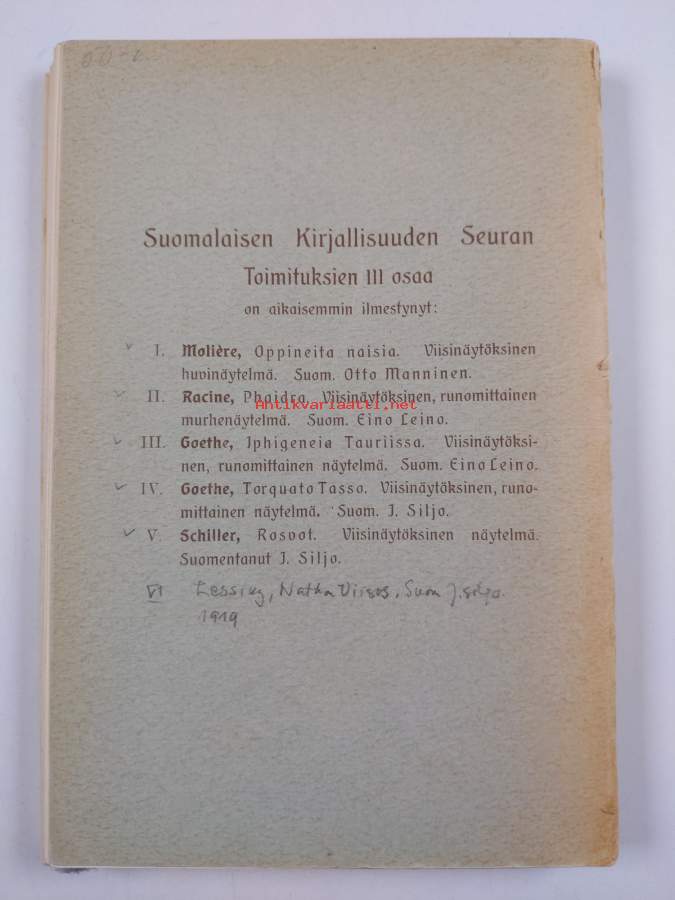 Suomalaisen Kirjallisuuden Seuran
Toimituksien III osaa
on aikaisemmin ilmestynyt:
I. Molière, Oppineita naisia. Viisinäytöksinen
huvinäytelmä. Suom. Otto Manninen.
II. Racine, Phaidra. Viisinäytöksinen, runomittainen
Antikvariaatti.net
murhenäytelmä. Suom. Eino Leino.
III. Goethe, Iphigeneia Tauriissa. Viisinäytöksi-
nen, runomittainen näytelmä. Suom. Eino Leino.
IV. Goethe, Torquato Tasso. Viisinäytöksinen, runo-
mittainen näytelmä. Suom. J. Siljo.
V. Schiller, Rosvot. Viisinäytöksinen näytelmä.
Suomentanut J. Siljo.
VI Lessing, Nathan Viisas, Suom J. Siljo.
1919